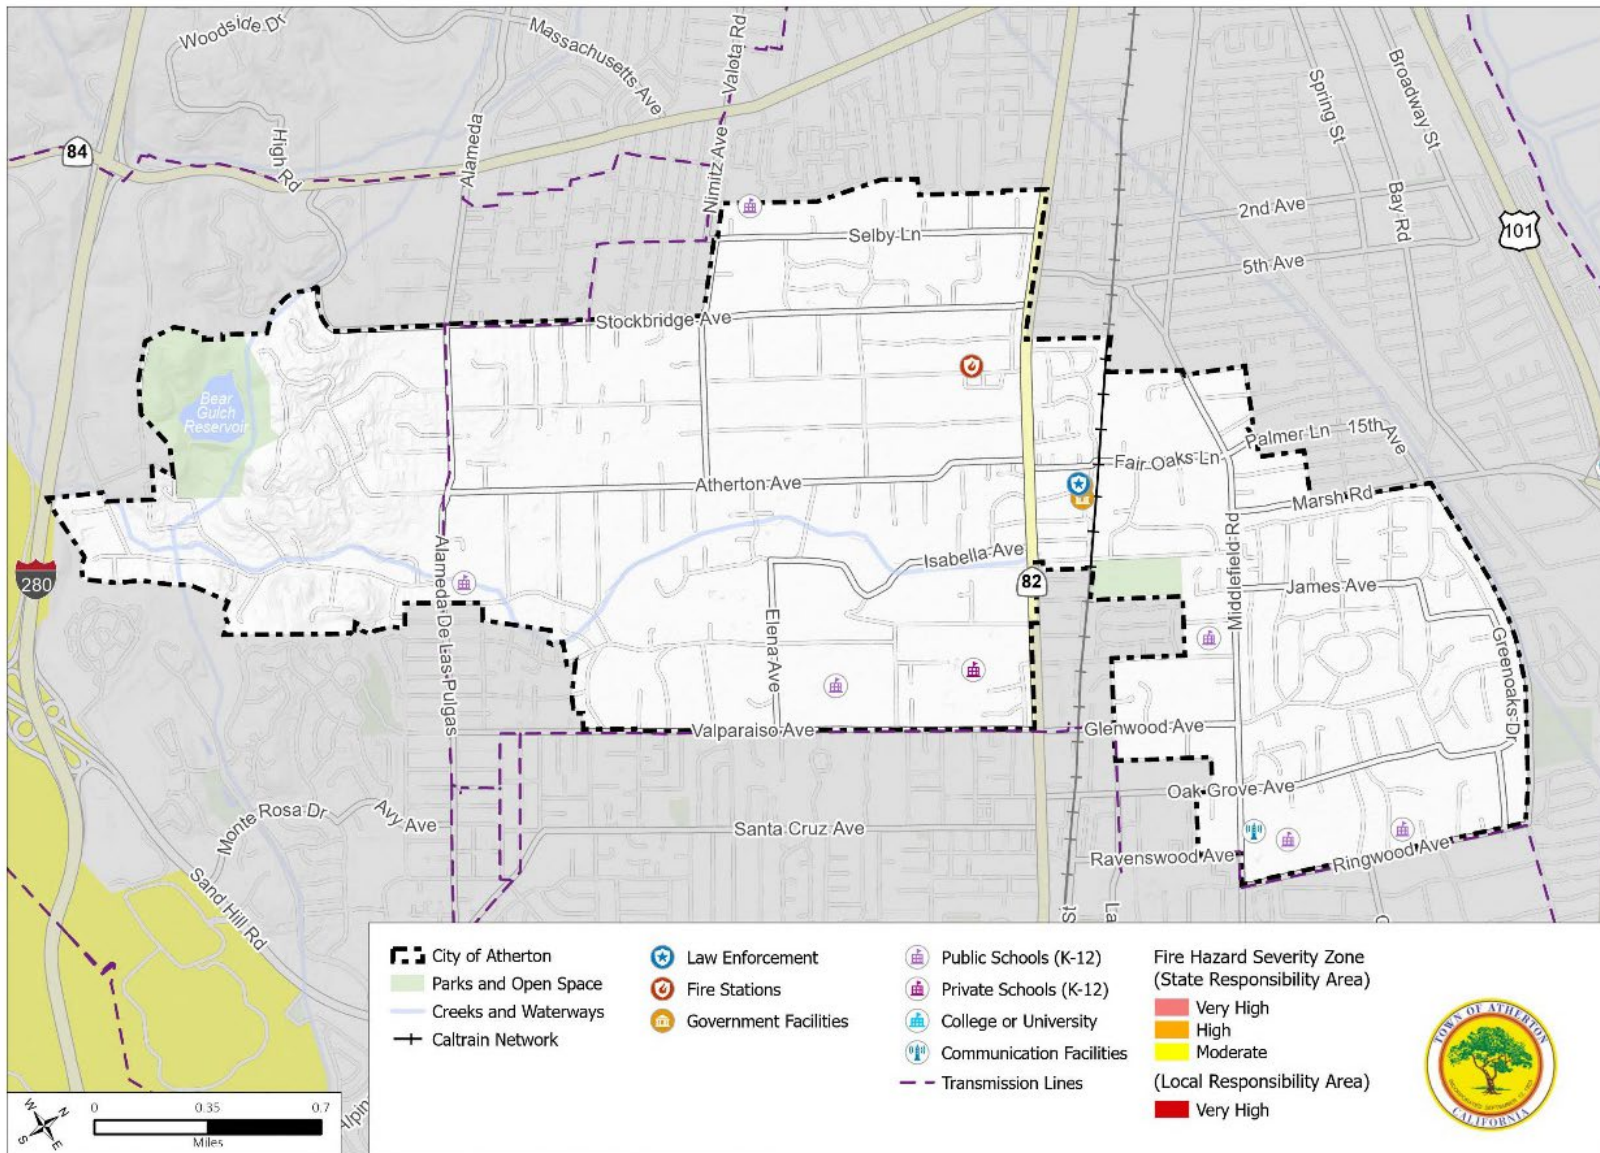 Woodside Dr
Massachusetts Ave
Valota Rd
Spring St
Broadway St
84
High Rd
Alameda
Nimitz Ave
2nd Ave
Bay Rd
101
Selby Ln
5th Ave
Stockbridge Ave
Bear
Gulch
Reservoir
Palmer Ln
15th Ave
Fair Oaks Ln
Atherton Ave
Marsh Rd
Middlefield Rd
Isabella Ave
280
82
James Ave
Alameda De Las Pulgas
Elena Ave
Greenoaks Dr
Valparaiso Ave
Glenwood Ave
Oak Grove Ave
Monte Rosa Dr
Avy Ave
Santa Cruz Ave
Ravenswood Ave
Ringwood Ave
Sand Hill Rd
St
La
Alpin
City of Atherton
Parks and Open Space
Creeks and Waterways
Caltrain Network
Law Enforcement
Fire Stations
Government Facilities
Public Schools (K-12)
Private Schools (K-12)
College or University
Communication Facilities
Transmission Lines
Fire Hazard Severity Zone
(State Responsibility Area)
Very High
High
Moderate
(Local Responsibility Area)
Very High
TOWN OF ATHERTON
CALIFORNIA
W N
S E
0 0.35 0.7
Miles